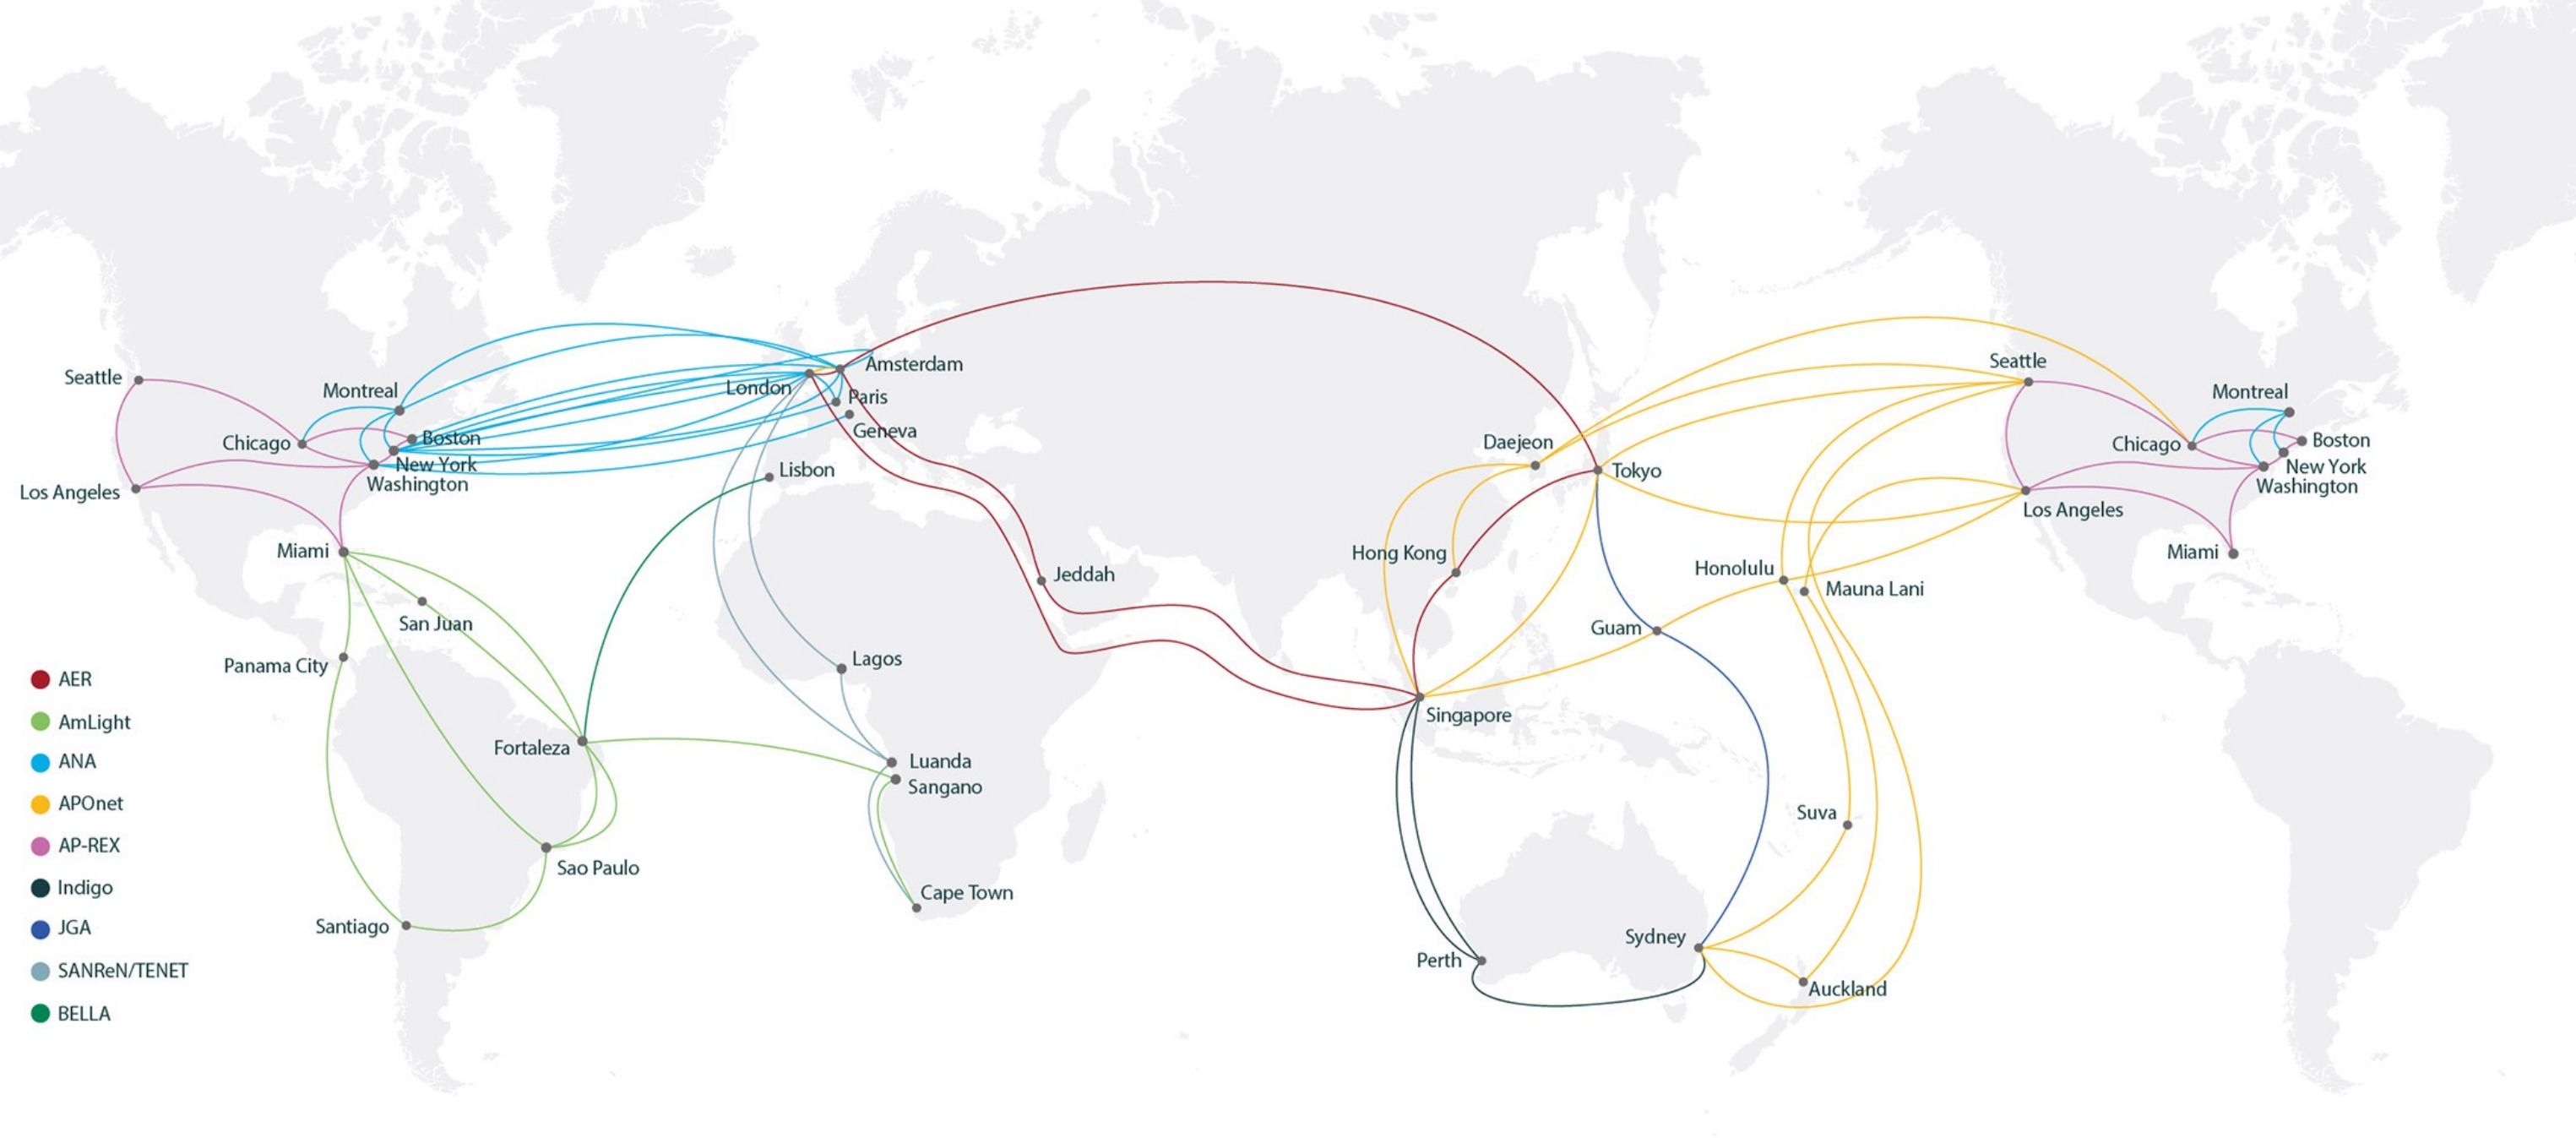 Seattle
Montreal
Chicago
Boston
New York
Washington
Los Angeles
Miami
San Juan
Panama City
Fortaleza
Sao Paulo
Santiago
London
Amsterdam
Paris
Geneva
Lisbon
Jeddah
Lagos
Luanda
Sangano
Cape Town
Daejeon
Tokyo
Hong Kong
Honolulu
Mauna Lani
Guam
Singapore
Suva
Sydney
Perth
Auckland
Seattle
Montreal
Chicago
Boston
New York
Washington
Los Angeles
Miami
AER
AmLight
ANA
APOnet
AP-REX
Indigo
JGA
SANReN/TENET
BELLA